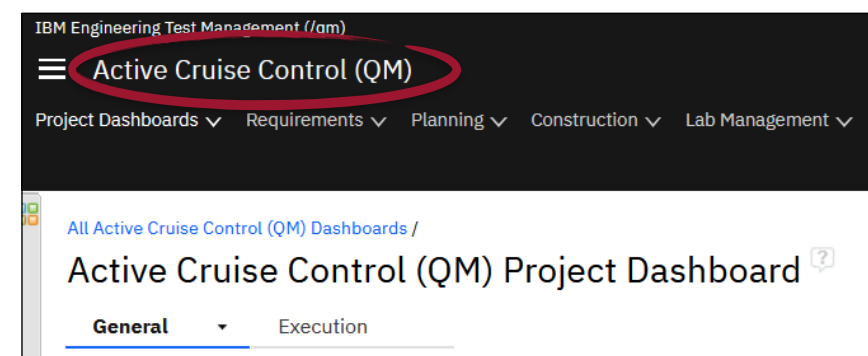 IBM Engineering Test Management (/qm)
Active Cruise Control (QM)
Project Dashboards Requirements Planning Construction Lab Management
All Active Cruise Control (QM) Dashboards /
Active Cruise Control (QM) Project Dashboard ?
General Execution